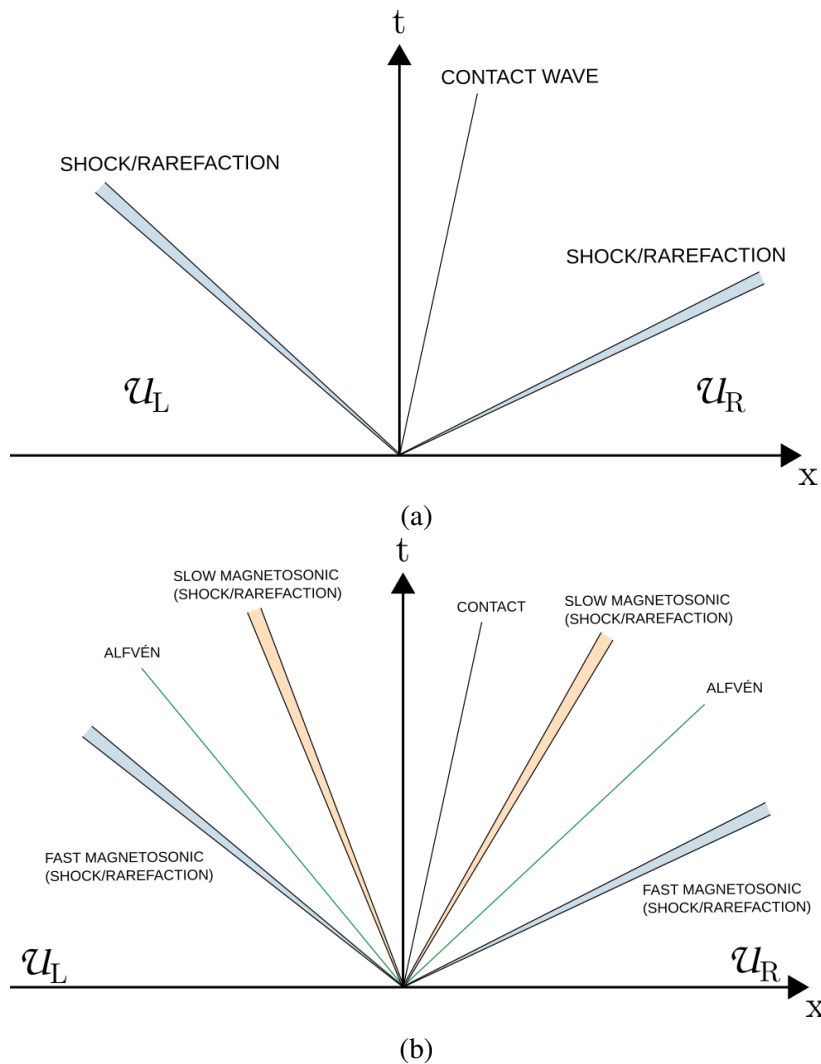 t
CONTACT WAVE
SHOCK/RAREFACTION
SHOCK/RAREFACTION
𝒰L
𝒰R
x
(a)
t
SLOW MAGNETOSONIC
(SHOCK/RAREFACTION)
CONTACT
SLOW MAGNETOSONIC
(SHOCK/RAREFACTION)
ALFVÉN
ALFVÉN
FAST MAGNETOSONIC
(SHOCK/RAREFACTION)
FAST MAGNETOSONIC
(SHOCK/RAREFACTION)
𝒰L
𝒰R
x
(b)